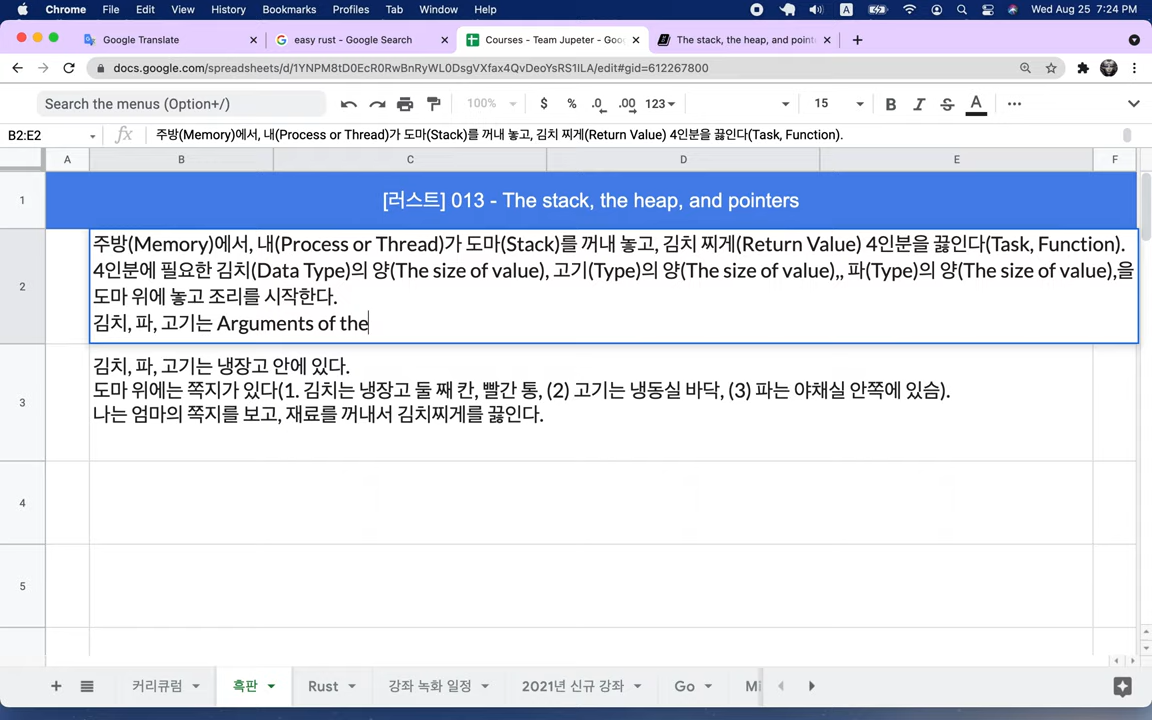 Chrome File Edit View History Bookmarks Profiles Tab Window Help A Wed Aug 25 7:24 PM
Google Translate easy rust - Google Search Courses - Team Jupeter - Goo The stack, the heap, and point
docs.google.com/spreadsheets/d/1YNPM8tD0EcR0RwBnRyWL0DsgVXfax4QvDeoYsRS1ILA/edit#gid=612267800
Search the menus (Option+/) 100% $ % .0 .00 123 15 B I S A
B2:E2 fx 주방(Memory)에서, 내(Process or Thread)가 도마(Stack)를 꺼내 놓고, 김치 찌게(Return Value) 4인분을 끓인다(Task, Function).
A B C D E F
1 [러스트] 013 - The stack, the heap, and pointers
주방(Memory)에서, 내(Process or Thread)가 도마(Stack)를 꺼내 놓고, 김치 찌게(Return Value) 4인분을 끓인다(Task, Function).
4인분에 필요한 김치(Data Type)의 양(The size of value), 고기(Type)의 양(The size of value),, 파(Type)의 양(The size of value),을
2 도마 위에 놓고 조리를 시작한다.
김치, 파, 고기는 Arguments of the
김치, 파, 고기는 냉장고 안에 있다.
3 도마 위에는 쪽지가 있다(1. 김치는 냉장고 둘 째 칸, 빨간 통, (2) 고기는 냉동실 바닥, (3) 파는 야채실 안쪽에 있슴).
나는 엄마의 쪽지를 보고, 재료를 꺼내서 김치찌게를 끓인다.
4
5
커리큐럼 흑판 Rust 강좌 녹화 일정 2021년 신규 강좌 Go